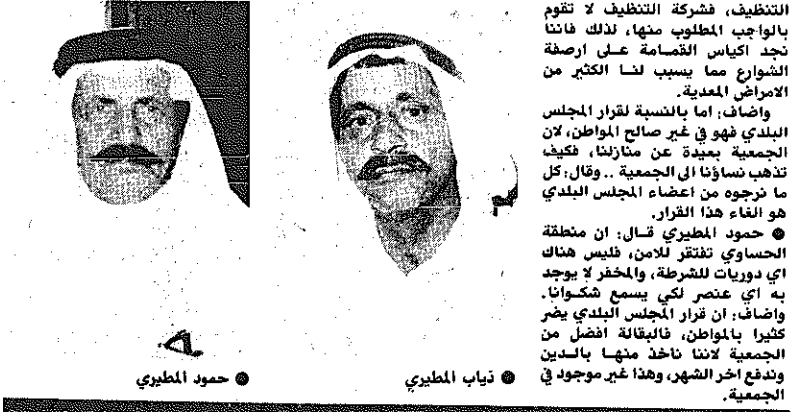 التنظيف، فشركة التنظيف لا تقوم
بالواجب المطلوب منها، لذلك فاننا
نجد اكياس القمامة على ارصفة
الشوارع مما يسبب لنا الكثير من
الامراض المعدية.
واضاف: اما بالنسبة لقرار المجلس
البلدي فهو في غير صالح المواطن، لان
الجمعية بعيدة عن منازلنا، فكيف
تذهب نساؤنا الى الجمعية .. وقال: كل
ما نرجوه من اعضاء المجلس البلدي
هو الغاء هذا القرار.
● حمود المطيري قال: ان منطقة
الحساوي تفتقر للامن، فليس هناك
اي دوريات للشرطة، والمخفر لا يوجد
به اي عنصر لكي يسمع شكوانا.
واضاف: ان قرار المجلس البلدي يضر
كثيرا بالمواطن، فالبقالة افضل من
الجمعية لاننا ناخذ منها بالدين
وندفع اخر الشهر، وهذا غير موجود في
الجمعية.
● ذياب المطيري
● حمود المطيري